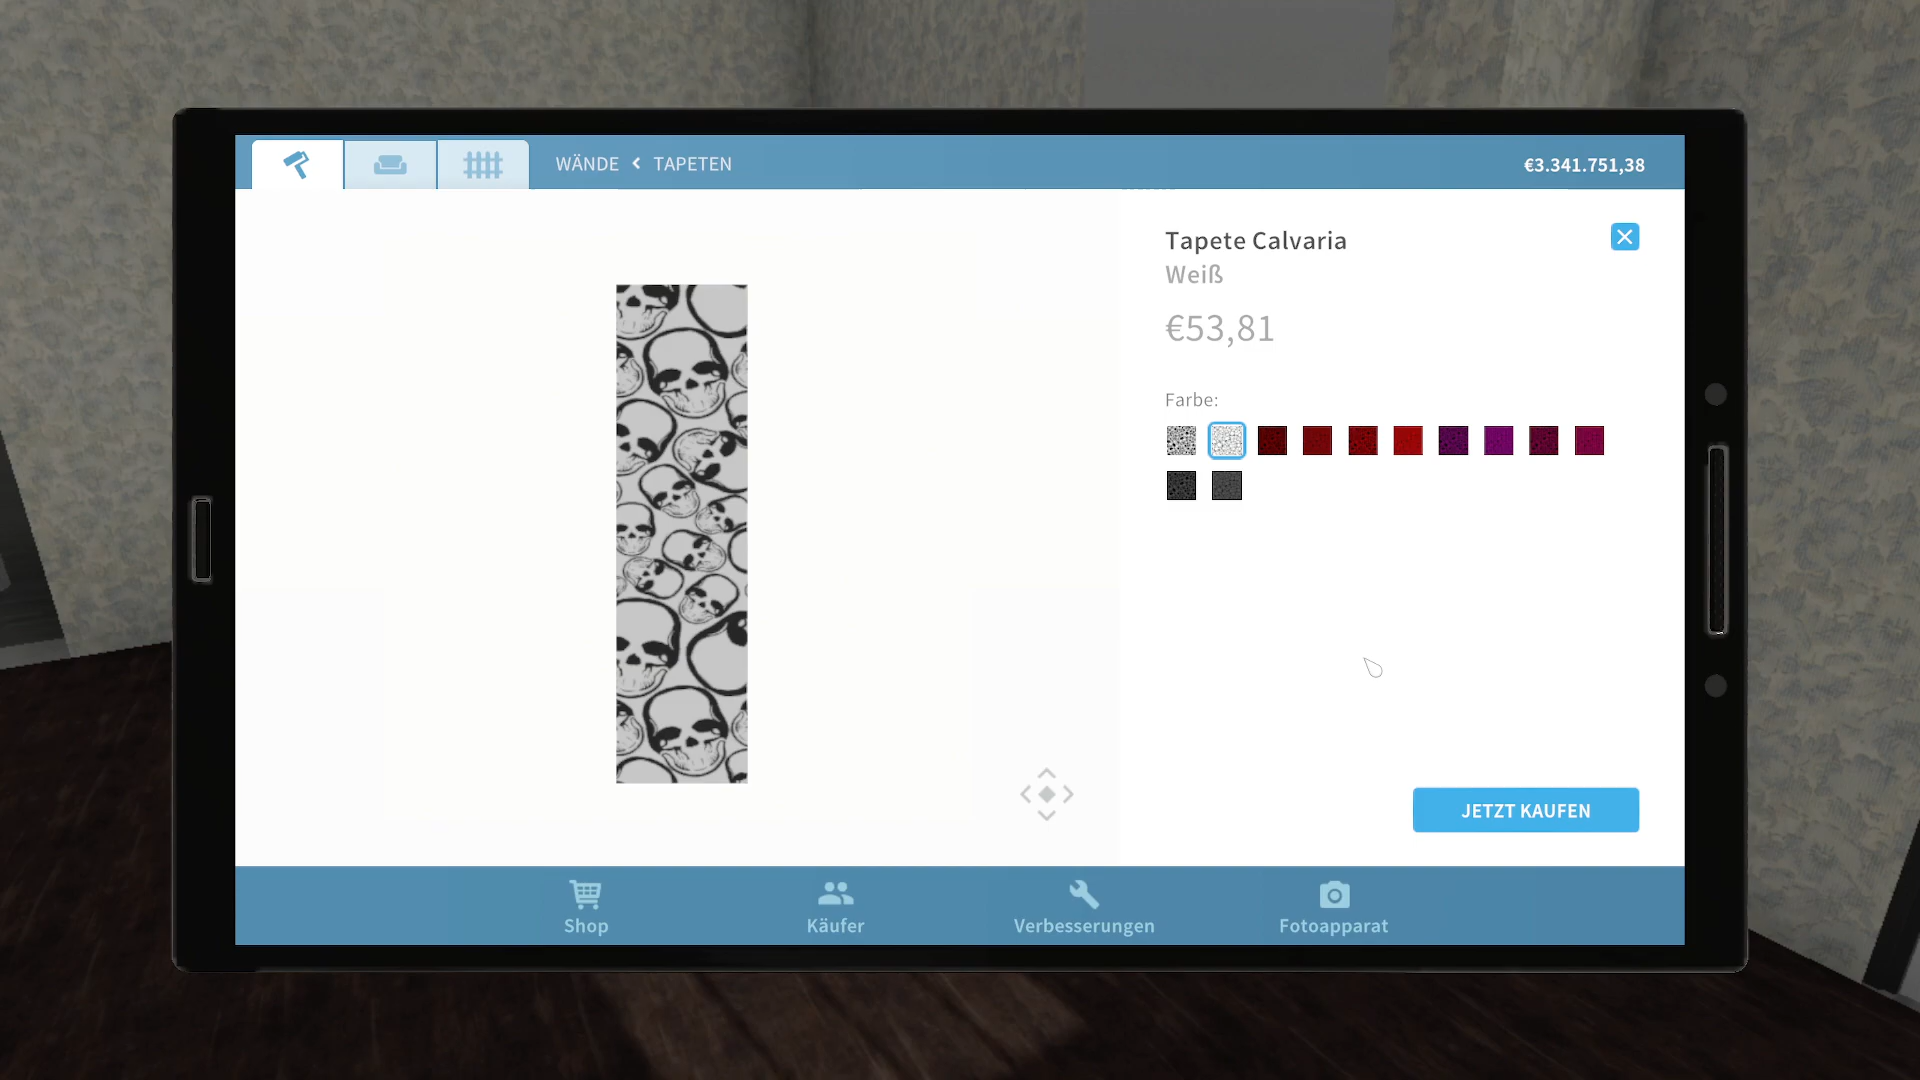 WÄNDE < TAPETEN
€3.341.751,38
Tapete Calvaria
Weiß
€53,81
Farbe:
JETZT KAUFEN
Shop
Käufer
Verbesserungen
Fotoapparat